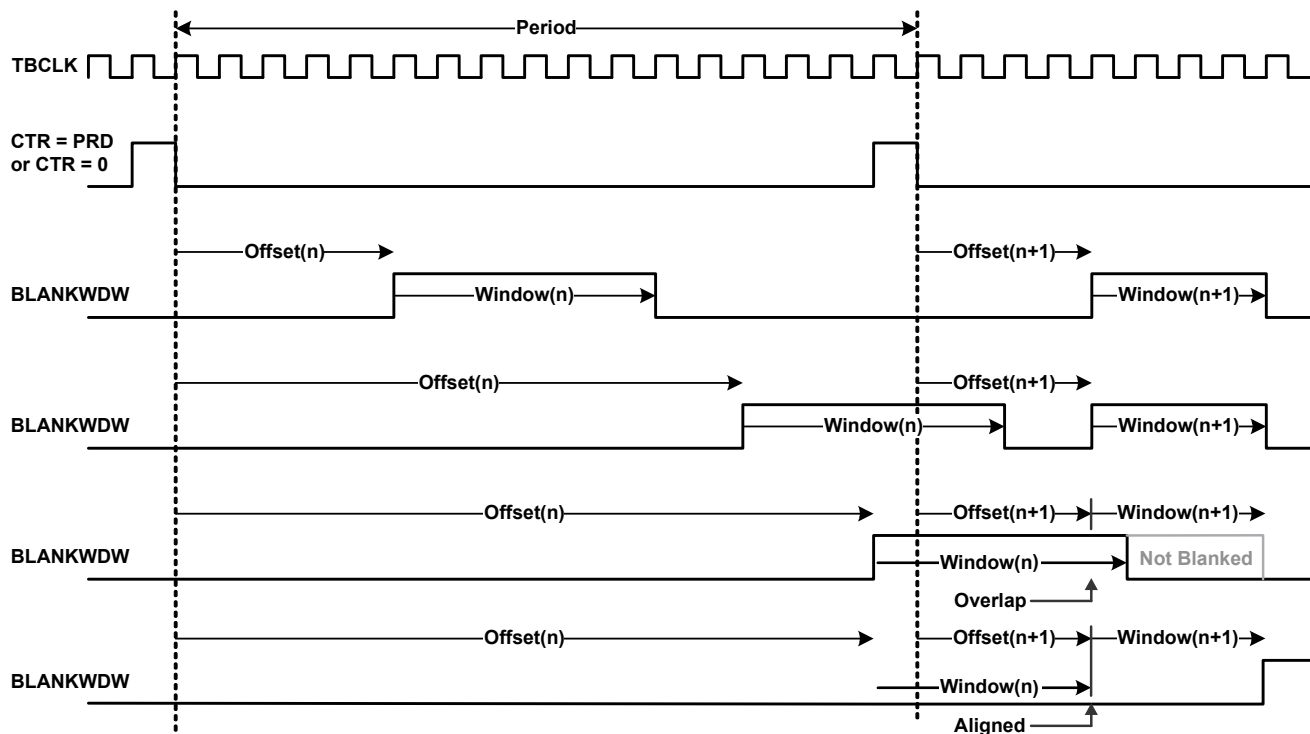 Period
TBCLK
CTR = PRD
or CTR = 0
Offset(n)
Offset(n+1)
BLANKWDW
Window(n)
Window(n+1)
Offset(n)
Offset(n+1)
BLANKWDW
Window(n)
Window(n+1)
Offset(n)
Offset(n+1)
Window(n+1)
BLANKWDW
Window(n)
Not Blanked
Overlap
Offset(n)
Offset(n+1)
Window(n+1)
BLANKWDW
Window(n)
Aligned